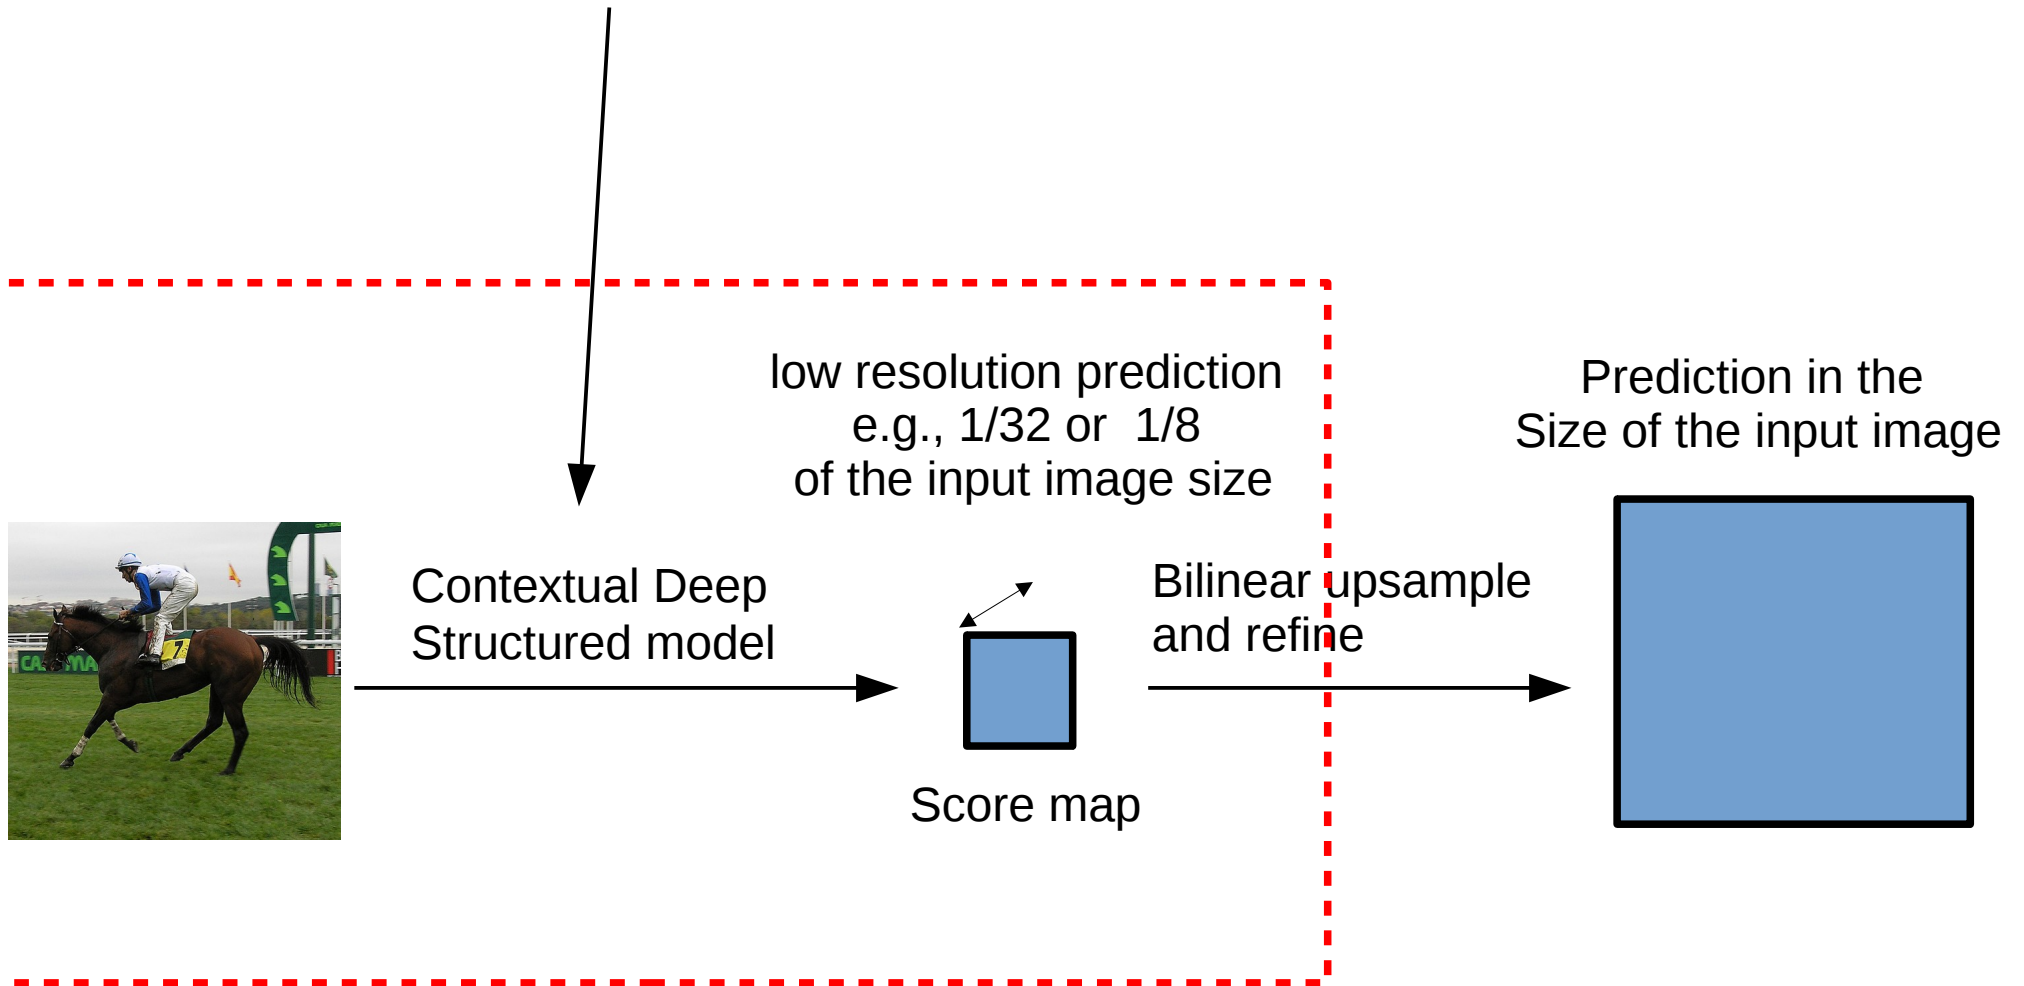 low resolution prediction
e.g., 1/32 or  1/8
of the input image size
Prediction in the
Size of the input image
Contextual Deep
Structured model
Bilinear upsample
and refine
Score map
7